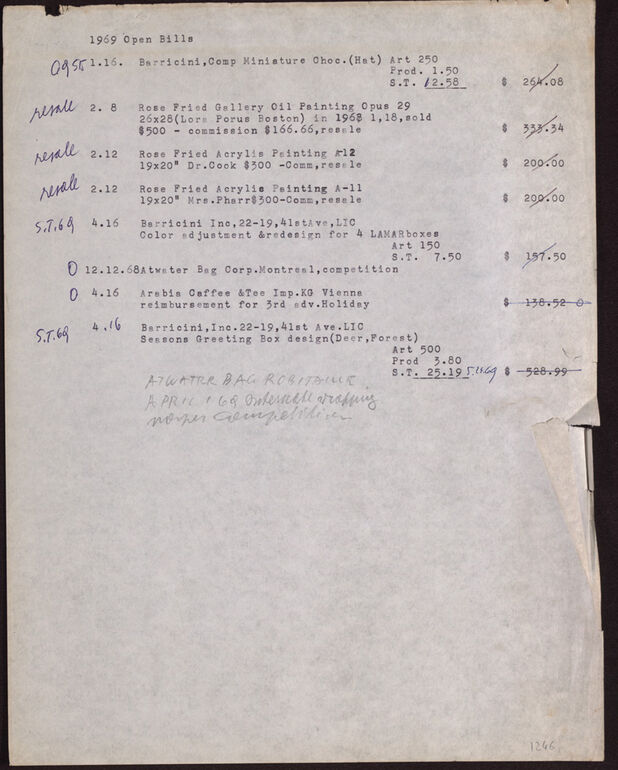 1969 Open Bills
1.16. Barricini,Comp Miniature Choc.(Hat) Art 250
Prod. 1.50
S.T. 12.58 $ 264.08
resale 2. 8 Rose Fried Gallery Oil Painting Opus 29
26x28(Lora Porus Boston) in 1968 1,18,sold
$500 - commission $166.66,resale $ 333.34
resale 2.12 Rose Fried Acrylis Painting A-12
19x20" Dr.Cook $300 -Comm,resale $ 200.00
resale 2.12 Rose Fried Acrylis Painting A-11
19x20" Mrs.Pharr$300-Comm,resale $ 200.00
S.T.69 4.16 Barricini Inc,22-19,41stAve,LIC
Color adjustment &redesign for 4 LAMARboxes
Art 150
S.T. 7.50 $ 157.50
0 12.12.68Atwater Bag Corp.Montreal,competition
0 4.16 Arabia Caffee &Tee Imp.KG Vienna
reimbursement for 3rd adv.Holiday $ 138.52 0
S.T.69 4.16 Barricini,Inc.22-19,41st Ave.LIC
Seasons Greeting Box design(Deer,Forest)
Art 500
Prod 3.80
S.T. 25.19 $ 528.99
ATWATER BAG
APRIL 1 69 wrapping
competition
1246